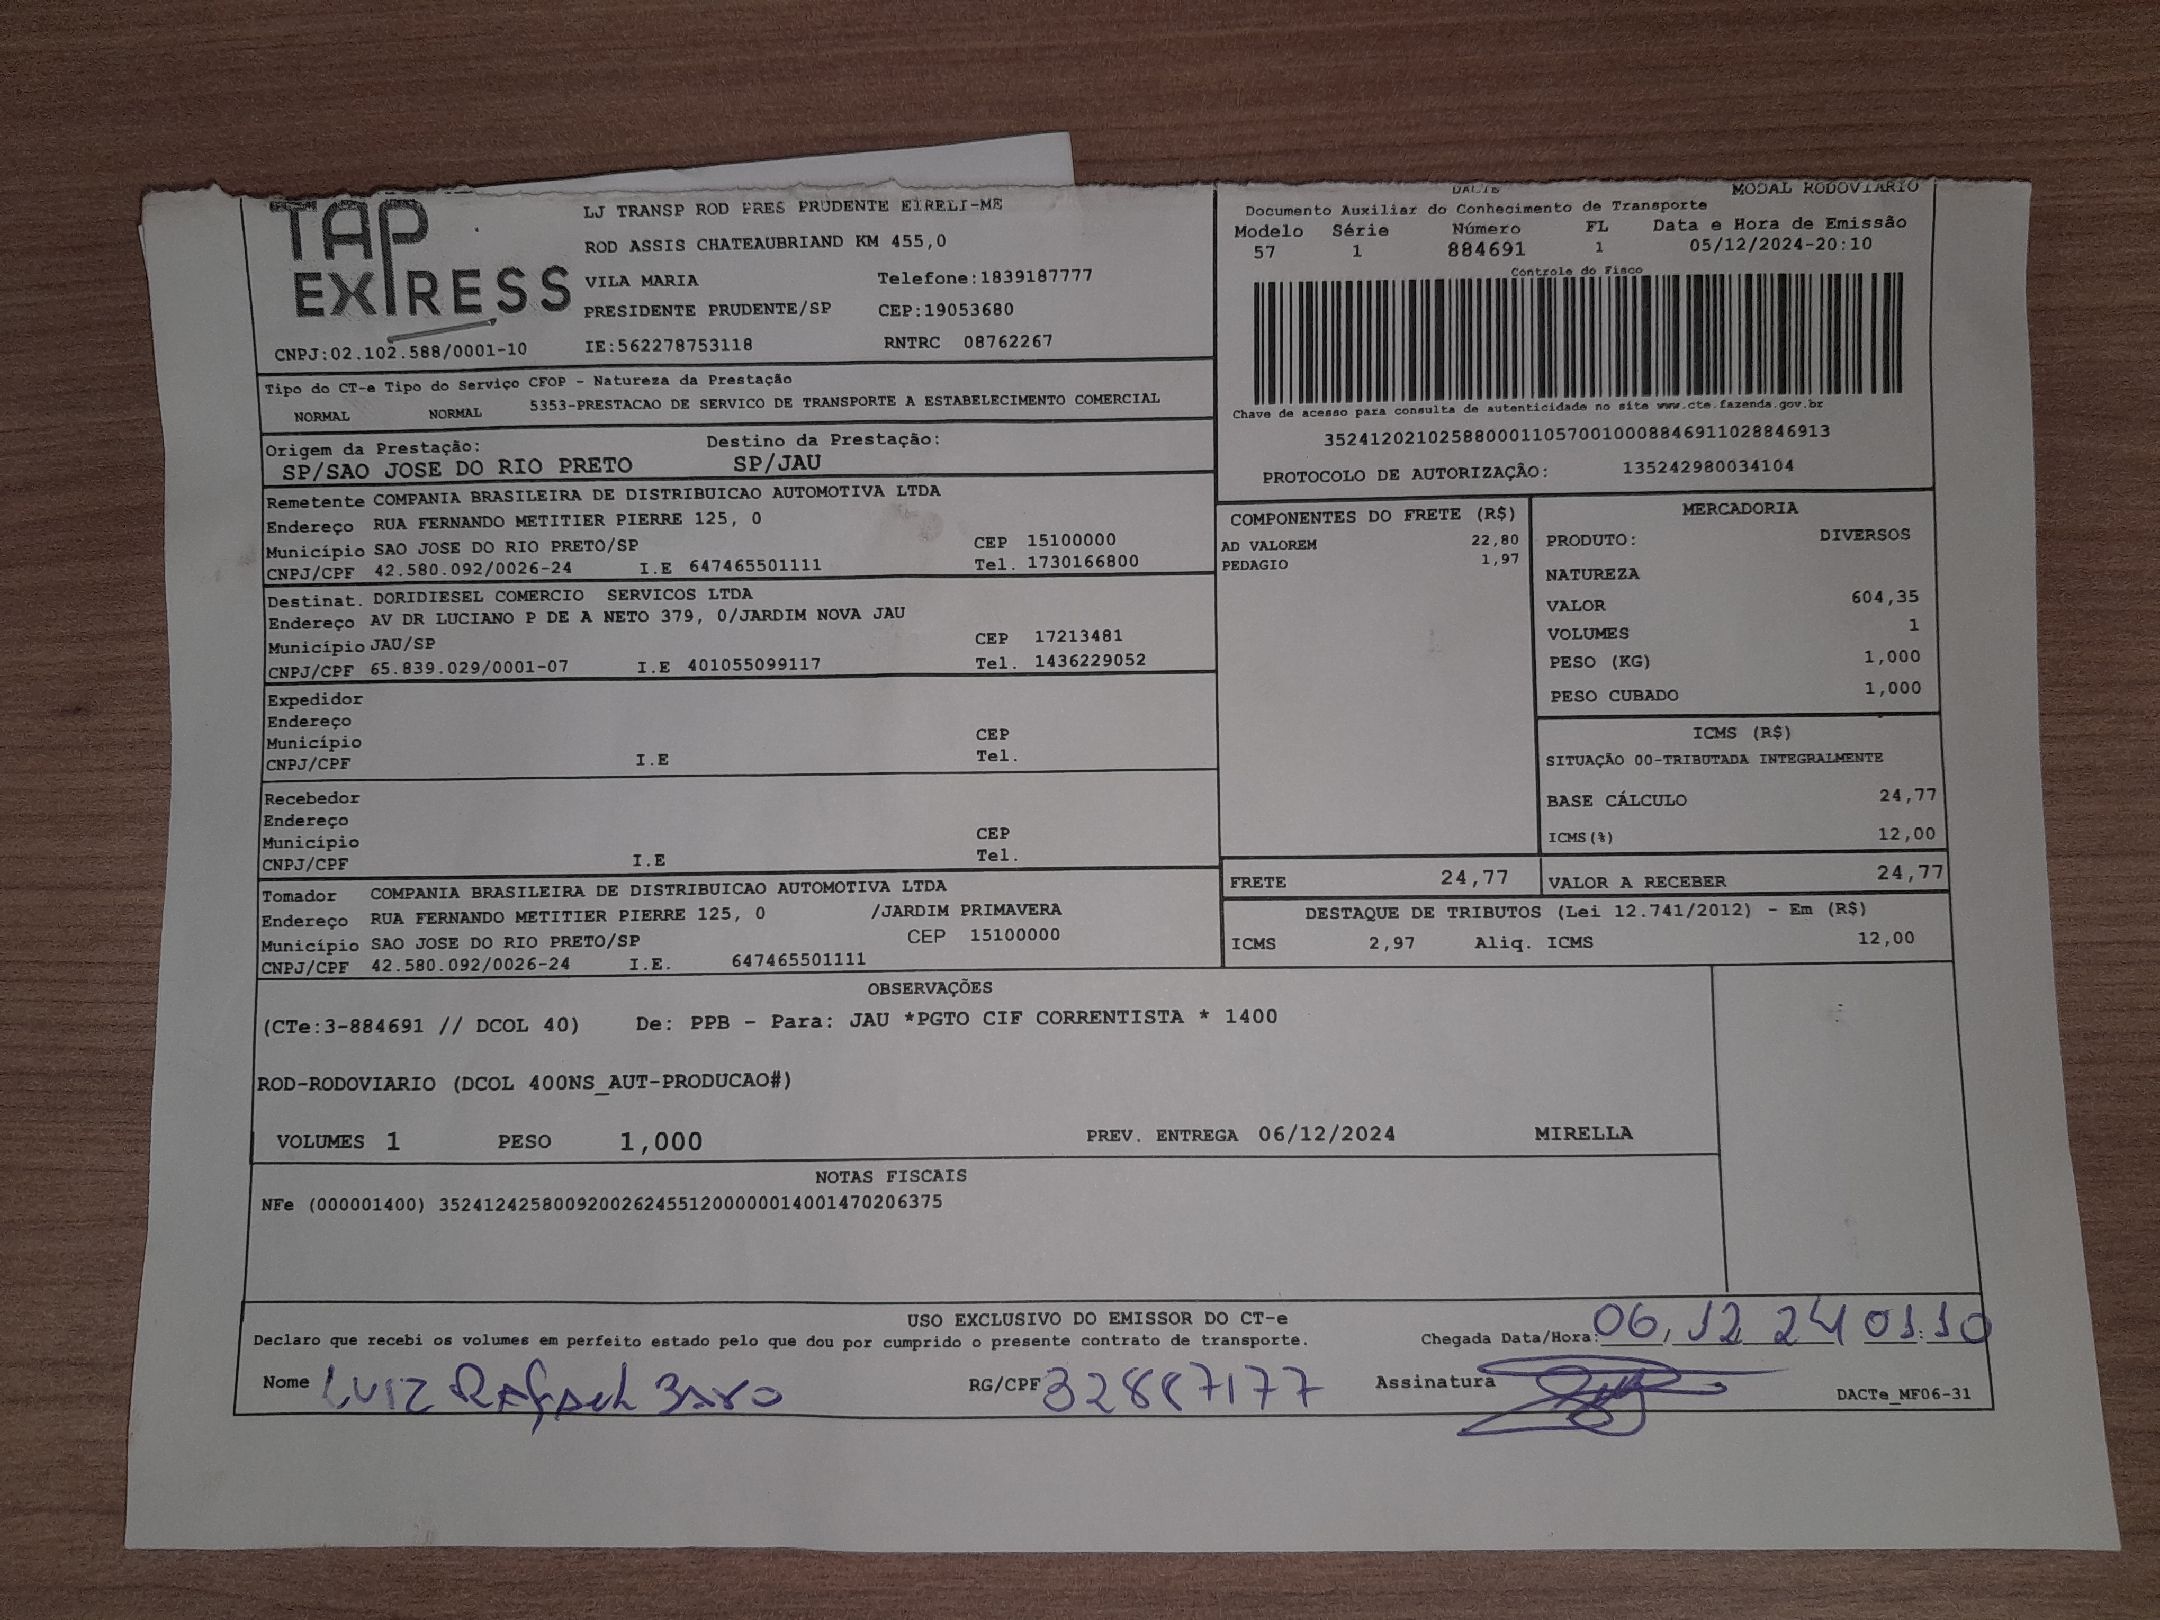 TAP
EXPRESS
CNPJ:02.102.588/0001-10
LJ TRANSP ROD PRES PRUDENTE EIRELI-ME
ROD ASSIS CHATEAUBRIAND KM 455,0
VILA MARIA Telefone:1839187777
PRESIDENTE PRUDENTE/SP CEP:19053680
IE:562278753118 RNTRC 08762267
DACTE MODAL RODOVIARIO
Documento Auxiliar do Conhecimento de Transporte
Modelo Série Número FL Data e Hora de Emissão
57 1 884691 1 05/12/2024-20:10
Controle do Fisco
Chave de acesso para consulta de autenticidade no site www.cte.fazenda.gov.br
35241202102588000110570010008846911028846913
PROTOCOLO DE AUTORIZAÇÃO: 135242980034104
Tipo do CT-e Tipo do Serviço CFOP - Natureza da Prestação
NORMAL NORMAL 5353-PRESTACAO DE SERVICO DE TRANSPORTE A ESTABELECIMENTO COMERCIAL
Origem da Prestação: Destino da Prestação:
SP/SAO JOSE DO RIO PRETO SP/JAU
Remetente COMPANIA BRASILEIRA DE DISTRIBUICAO AUTOMOTIVA LTDA
Endereço RUA FERNANDO METITIER PIERRE 125, 0
Município SAO JOSE DO RIO PRETO/SP CEP 15100000
CNPJ/CPF 42.580.092/0026-24 I.E 647465501111 Tel. 1730166800
Destinat. DORIDIESEL COMERCIO SERVICOS LTDA
Endereço AV DR LUCIANO P DE A NETO 379, 0/JARDIM NOVA JAU
Município JAU/SP CEP 17213481
CNPJ/CPF 65.839.029/0001-07 I.E 401055099117 Tel. 1436229052
Expedidor
Endereço
Município CEP
CNPJ/CPF I.E Tel.
Recebedor
Endereço
Município CEP
CNPJ/CPF I.E Tel.
Tomador COMPANIA BRASILEIRA DE DISTRIBUICAO AUTOMOTIVA LTDA
Endereço RUA FERNANDO METITIER PIERRE 125, 0 /JARDIM PRIMAVERA
Município SAO JOSE DO RIO PRETO/SP CEP 15100000
CNPJ/CPF 42.580.092/0026-24 I.E. 647465501111
COMPONENTES DO FRETE (R$)
AD VALOREM 22,80
PEDAGIO 1,97
MERCADORIA
PRODUTO: DIVERSOS
NATUREZA
VALOR 604,35
VOLUMES 1
PESO (KG) 1,000
PESO CUBADO 1,000
ICMS (R$)
SITUAÇÃO 00-TRIBUTADA INTEGRALMENTE
BASE CÁLCULO 24,77
ICMS(%) 12,00
FRETE 24,77 VALOR A RECEBER 24,77
DESTAQUE DE TRIBUTOS (Lei 12.741/2012) - Em (R$)
ICMS 2,97 Aliq. ICMS 12,00
OBSERVAÇÕES
(CTe:3-884691 // DCOL 40) De: PPB - Para: JAU *PGTO CIF CORRENTISTA * 1400
ROD-RODOVIARIO (DCOL 400NS_AUT-PRODUCAO#)
VOLUMES 1 PESO 1,000 PREV. ENTREGA 06/12/2024 MIRELLA
NOTAS FISCAIS
NFe (000001400) 35241242580092002624551200000014001470206375
USO EXCLUSIVO DO EMISSOR DO CT-e
Declaro que recebi os volumes em perfeito estado pelo que dou por cumprido o presente contrato de transporte. Chegada Data/Hora: 06/12 24 01:10
Nome Luiz Rafael RG/CPF 32887177 Assinatura DACTe_MF06-31